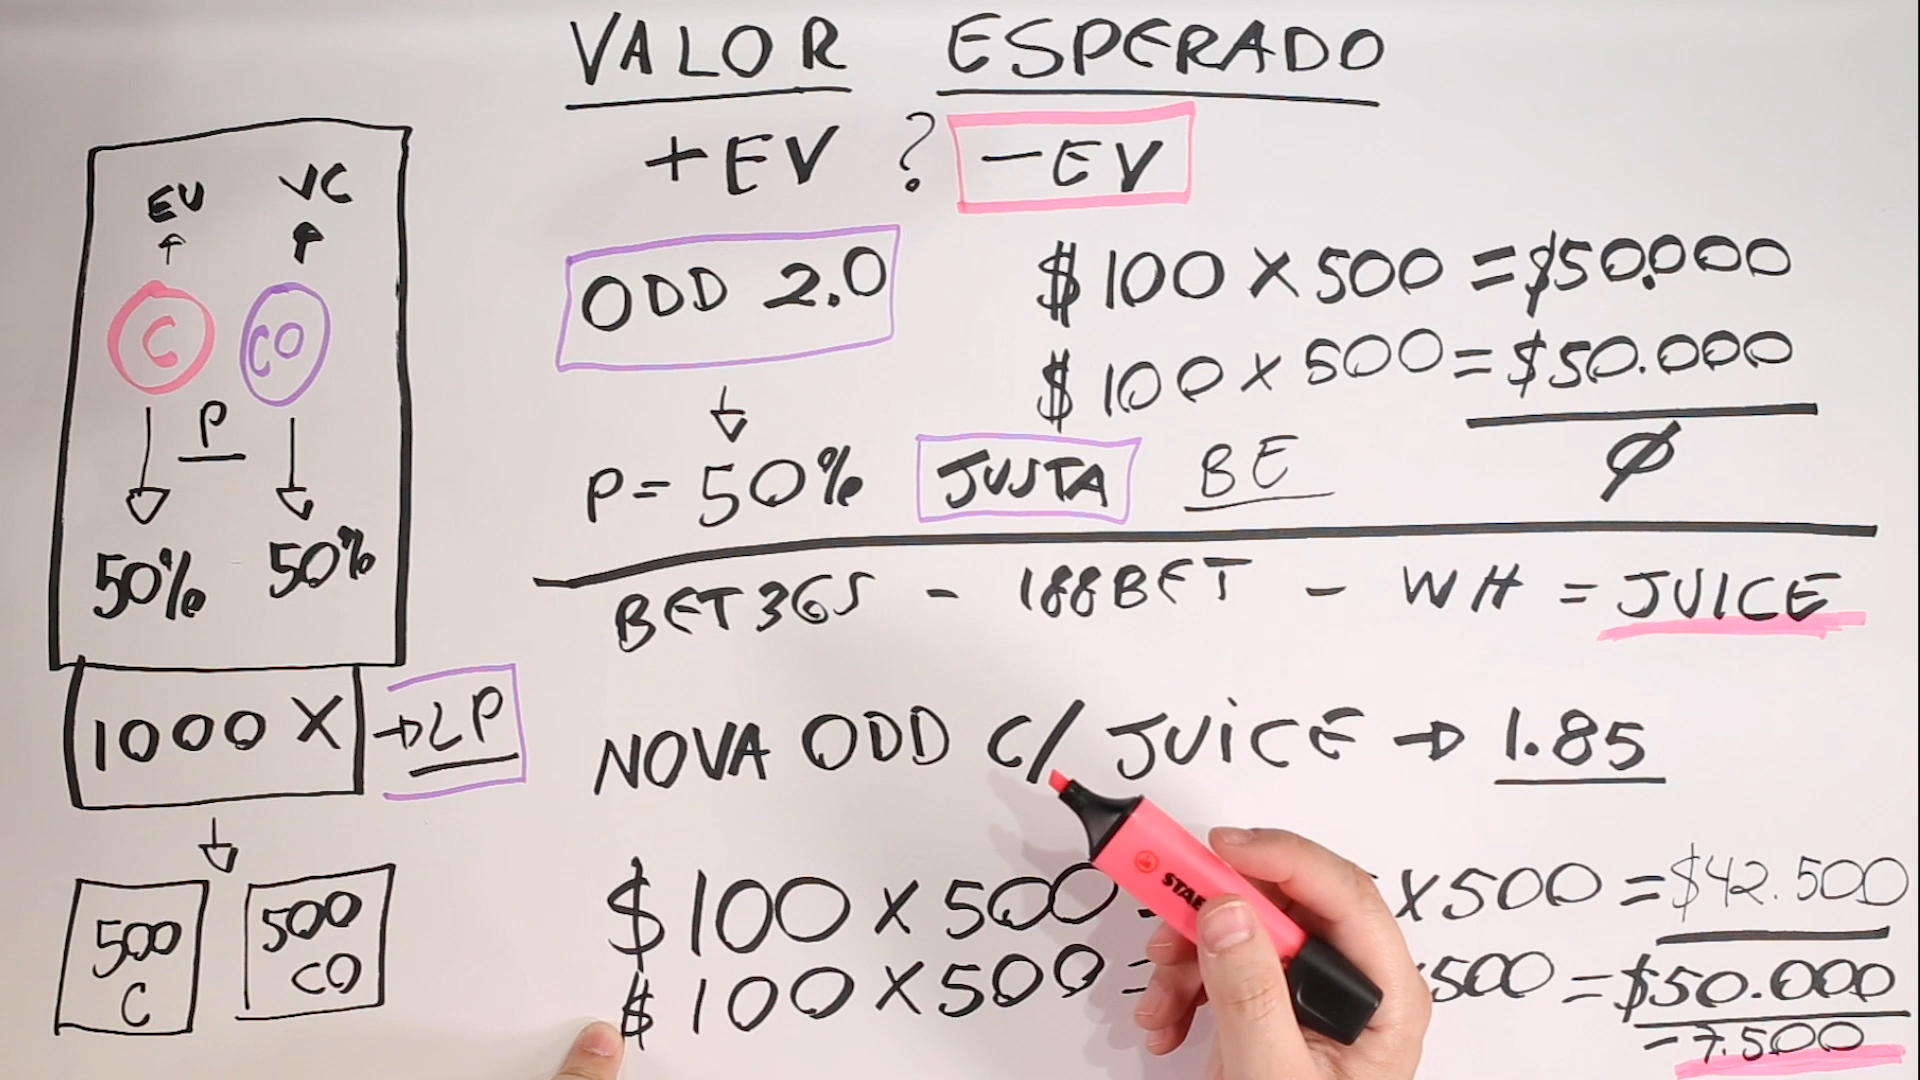 VALOR ESPERADO
+EV ? -EV
EV VC
C CO
P
50% 50%
1000 X → LP
500 C
500 CO
ODD 2.0
$ 100 X 500 = $50.000
$ 100 X 500 = $50.000
Ø
P = 50% JUSTA BE
BET365 - 188BET - WH = JUICE
NOVA ODD C/ JUICE → 1.85
$ 100 X 500 = X 500 = $42.500
$ 100 X 500 = 500 = $50.000
-7.500